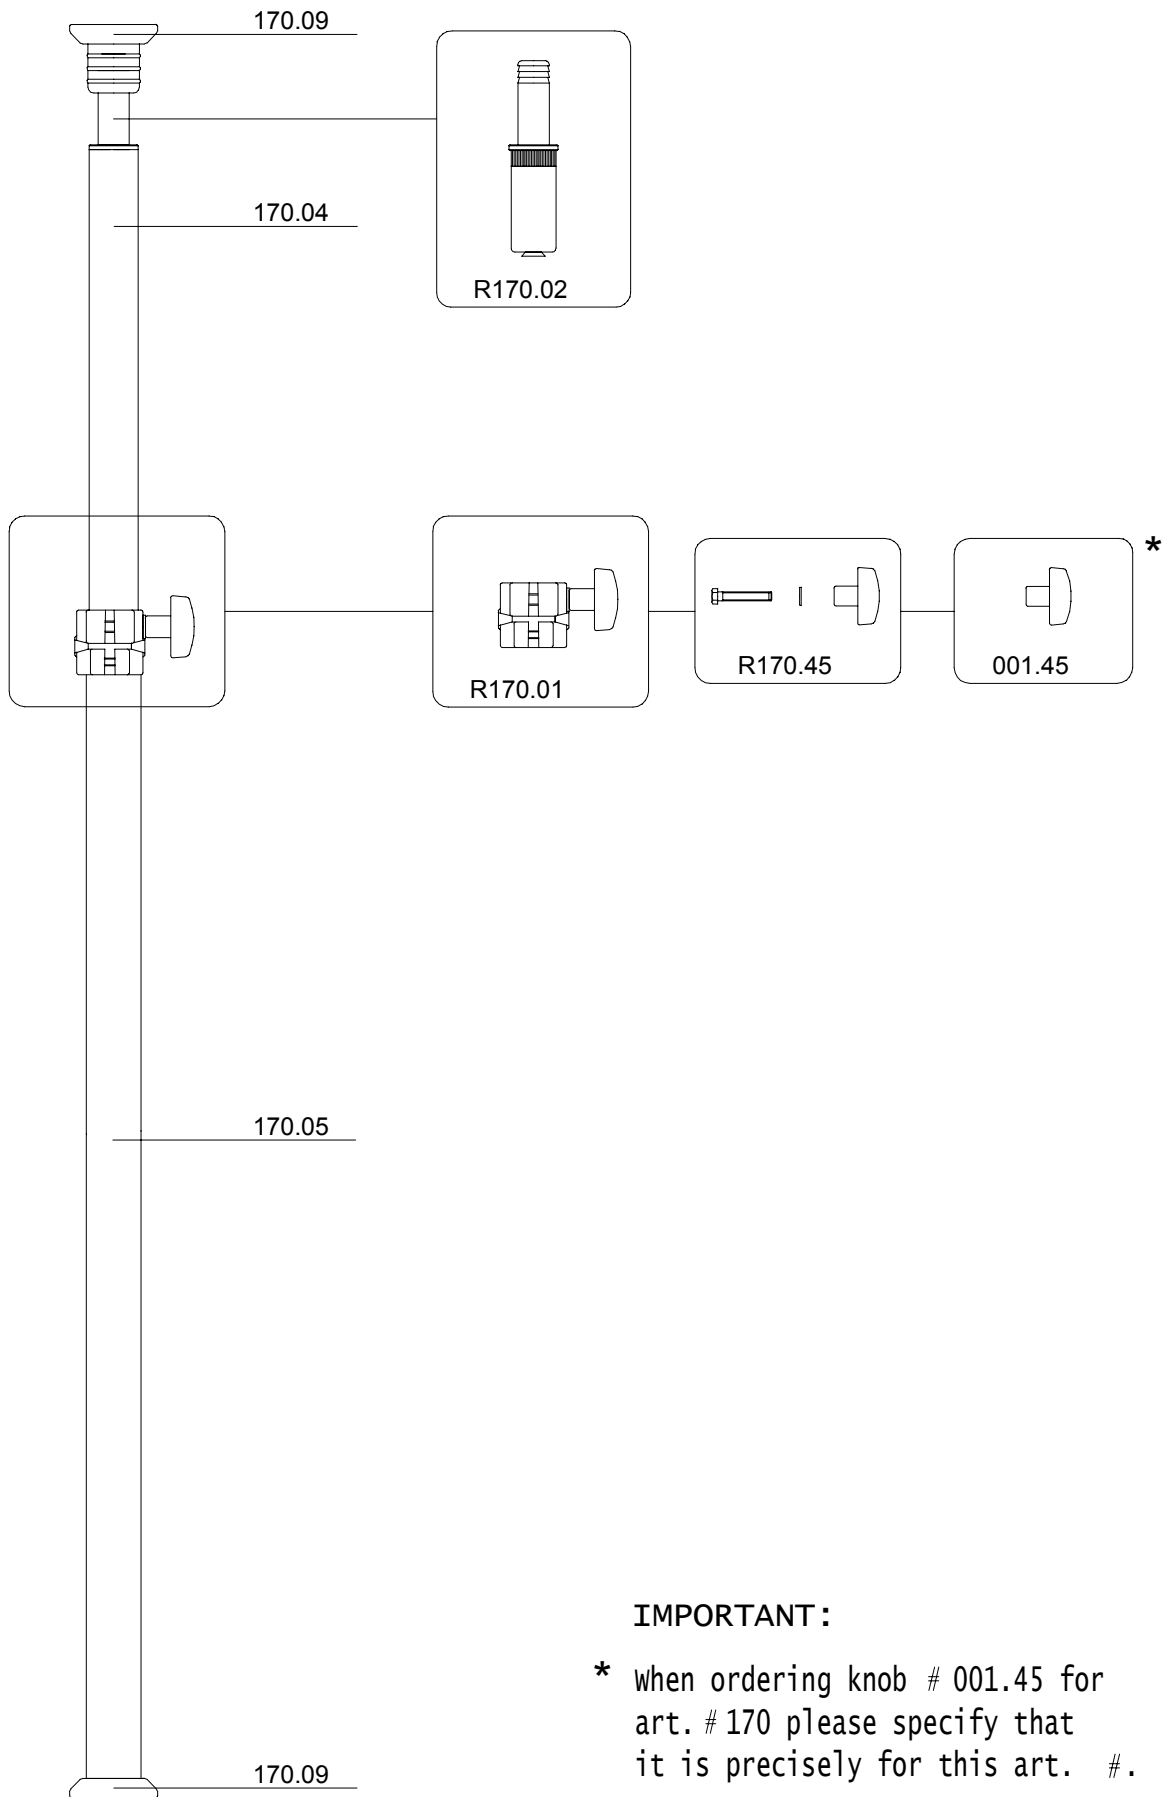 170.09
170.04
R170.02
*
R170.01
R170.45
001.45
170.05
IMPORTANT:
* When ordering knob # 001.45 for
art. # 170 please specify that
it is precisely for this art. #.
170.09